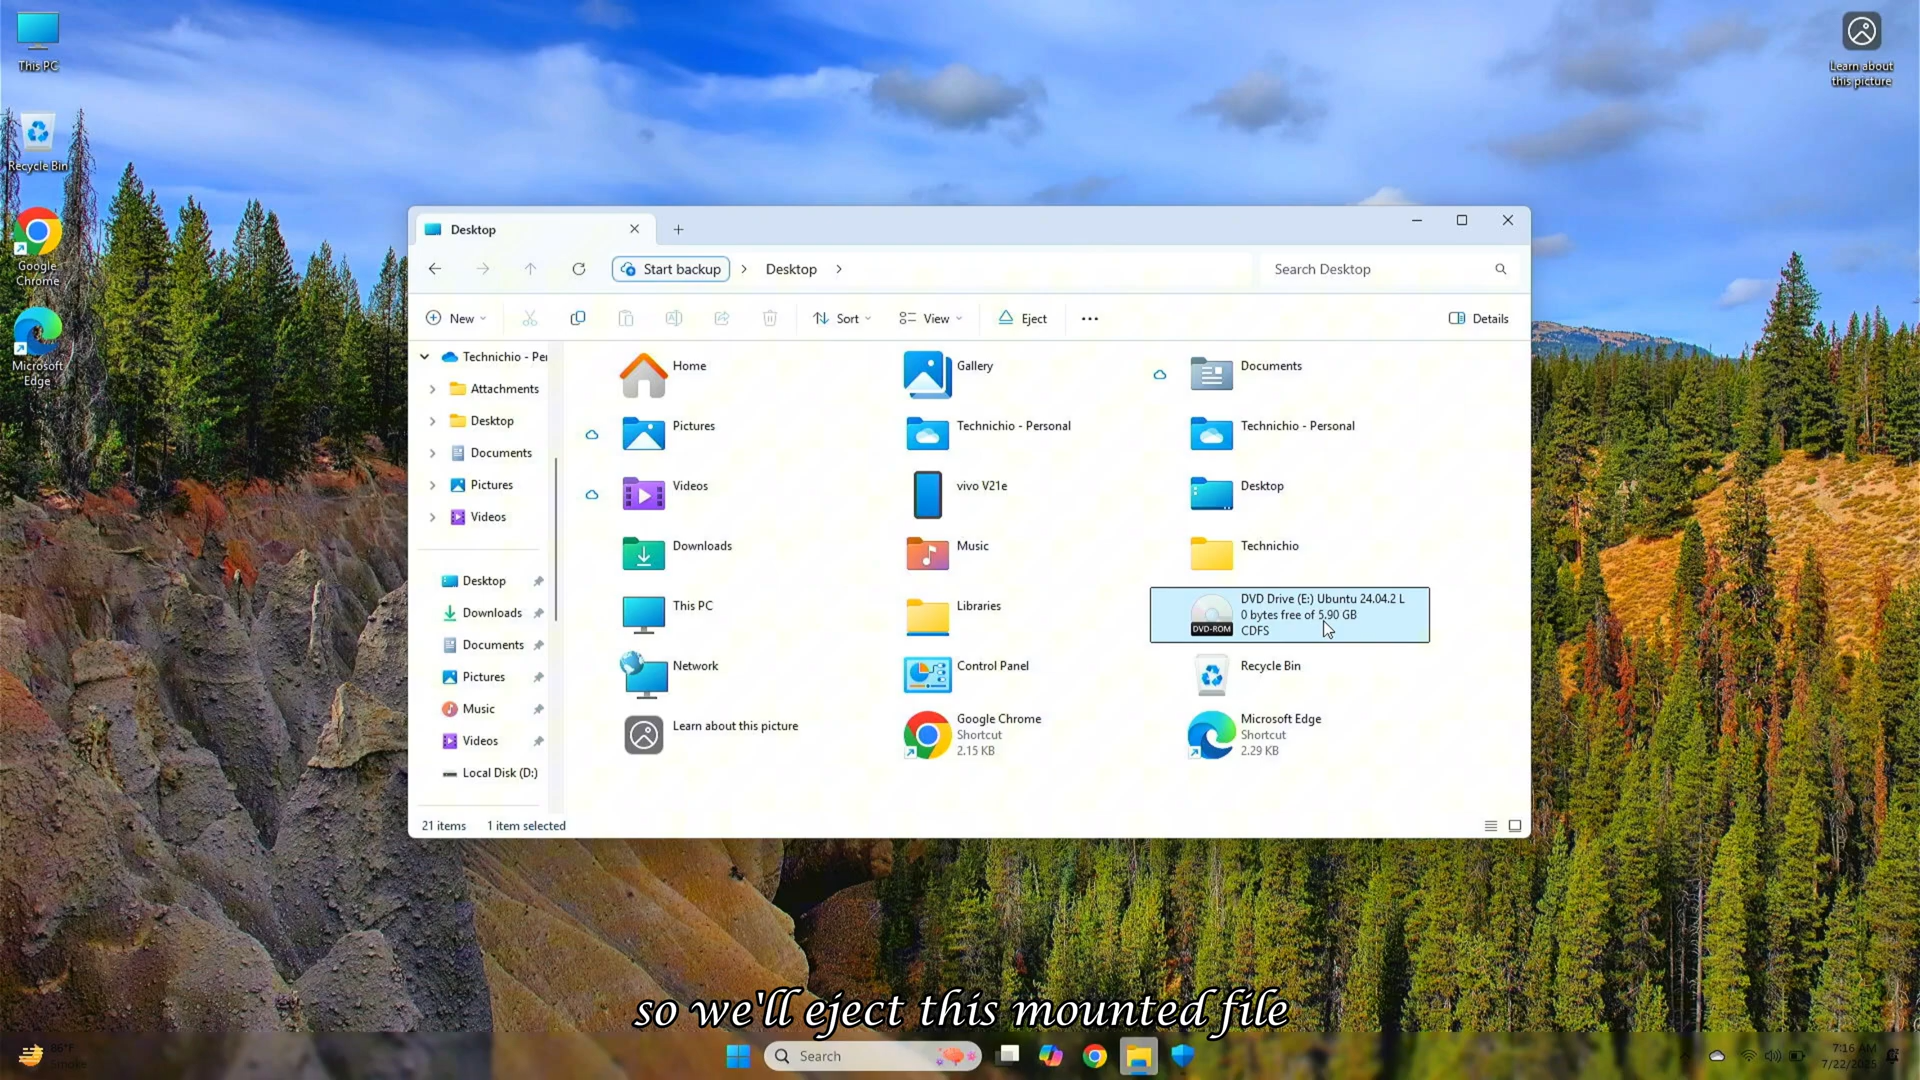 This PC
Learn about
this picture
Recycle Bin
Google
Chrome
Microsoft
Edge
Desktop
Start backup
Desktop
Search Desktop
New
Sort
View
Eject
Details
Technichio - Per
Attachments
Desktop
Documents
Pictures
Videos
Desktop
Downloads
Documents
Pictures
Music
Videos
Local Disk (D:)
Home
Gallery
Documents
Pictures
Technichio - Personal
Technichio - Personal
Videos
vivo V21e
Desktop
Downloads
Music
Technichio
This PC
Libraries
DVD Drive (E:) Ubuntu 24.04.2 L
0 bytes free of 5.90 GB
CDFS
DVD-ROM
Network
Control Panel
Recycle Bin
Learn about this picture
Google Chrome
Shortcut
2.15 KB
Microsoft Edge
Shortcut
2.29 KB
21 items
1 item selected
so we'll eject this mounted file
86°F
Smoke
Search
7:16 AM
7/22/2025